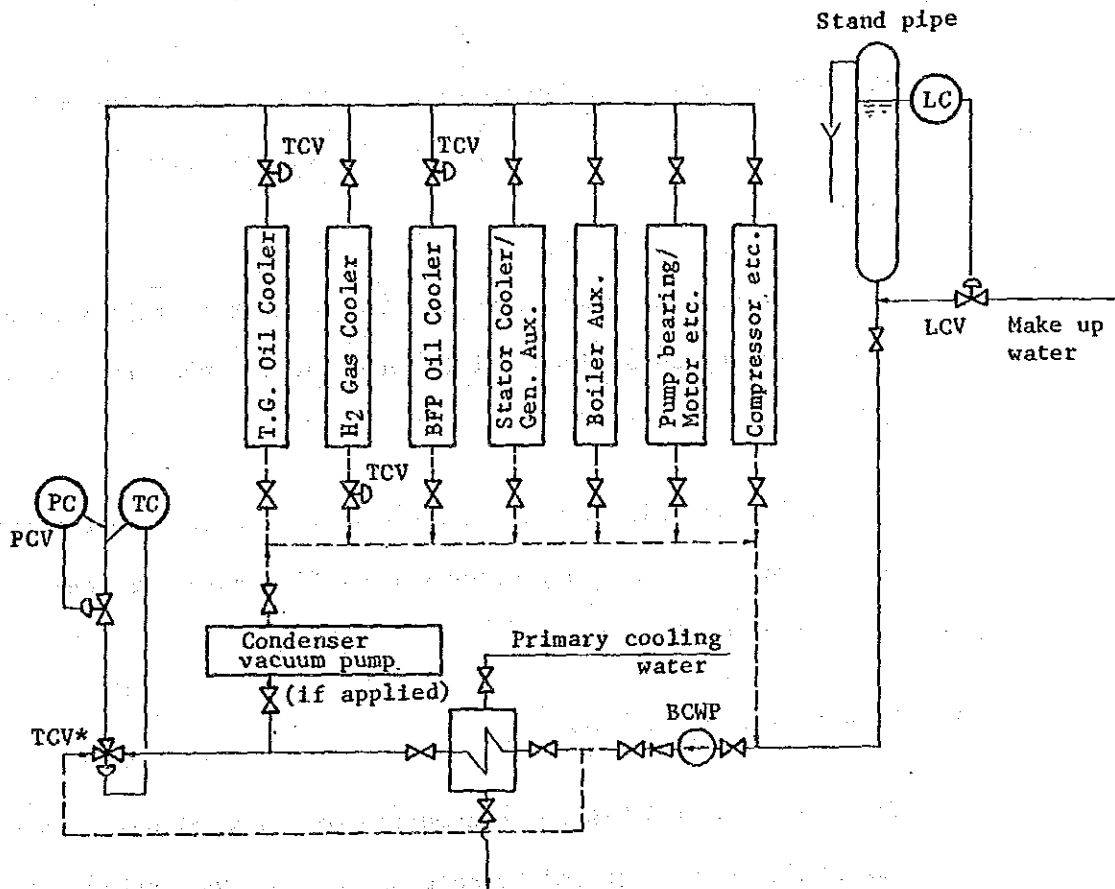 Stand pipe
LC
TCV
TCV
T.G. Oil Cooler
H2 Gas Cooler
BFP Oil Cooler
Stator Cooler/
Gen. Aux.
Boiler Aux.
Pump bearing/
Motor etc.
Compressor etc.
LCV
Make up
water
TCV
PC
TC
PCV
Condenser
vacuum pump
(if applied)
Primary cooling
water
BCWP
TCV*